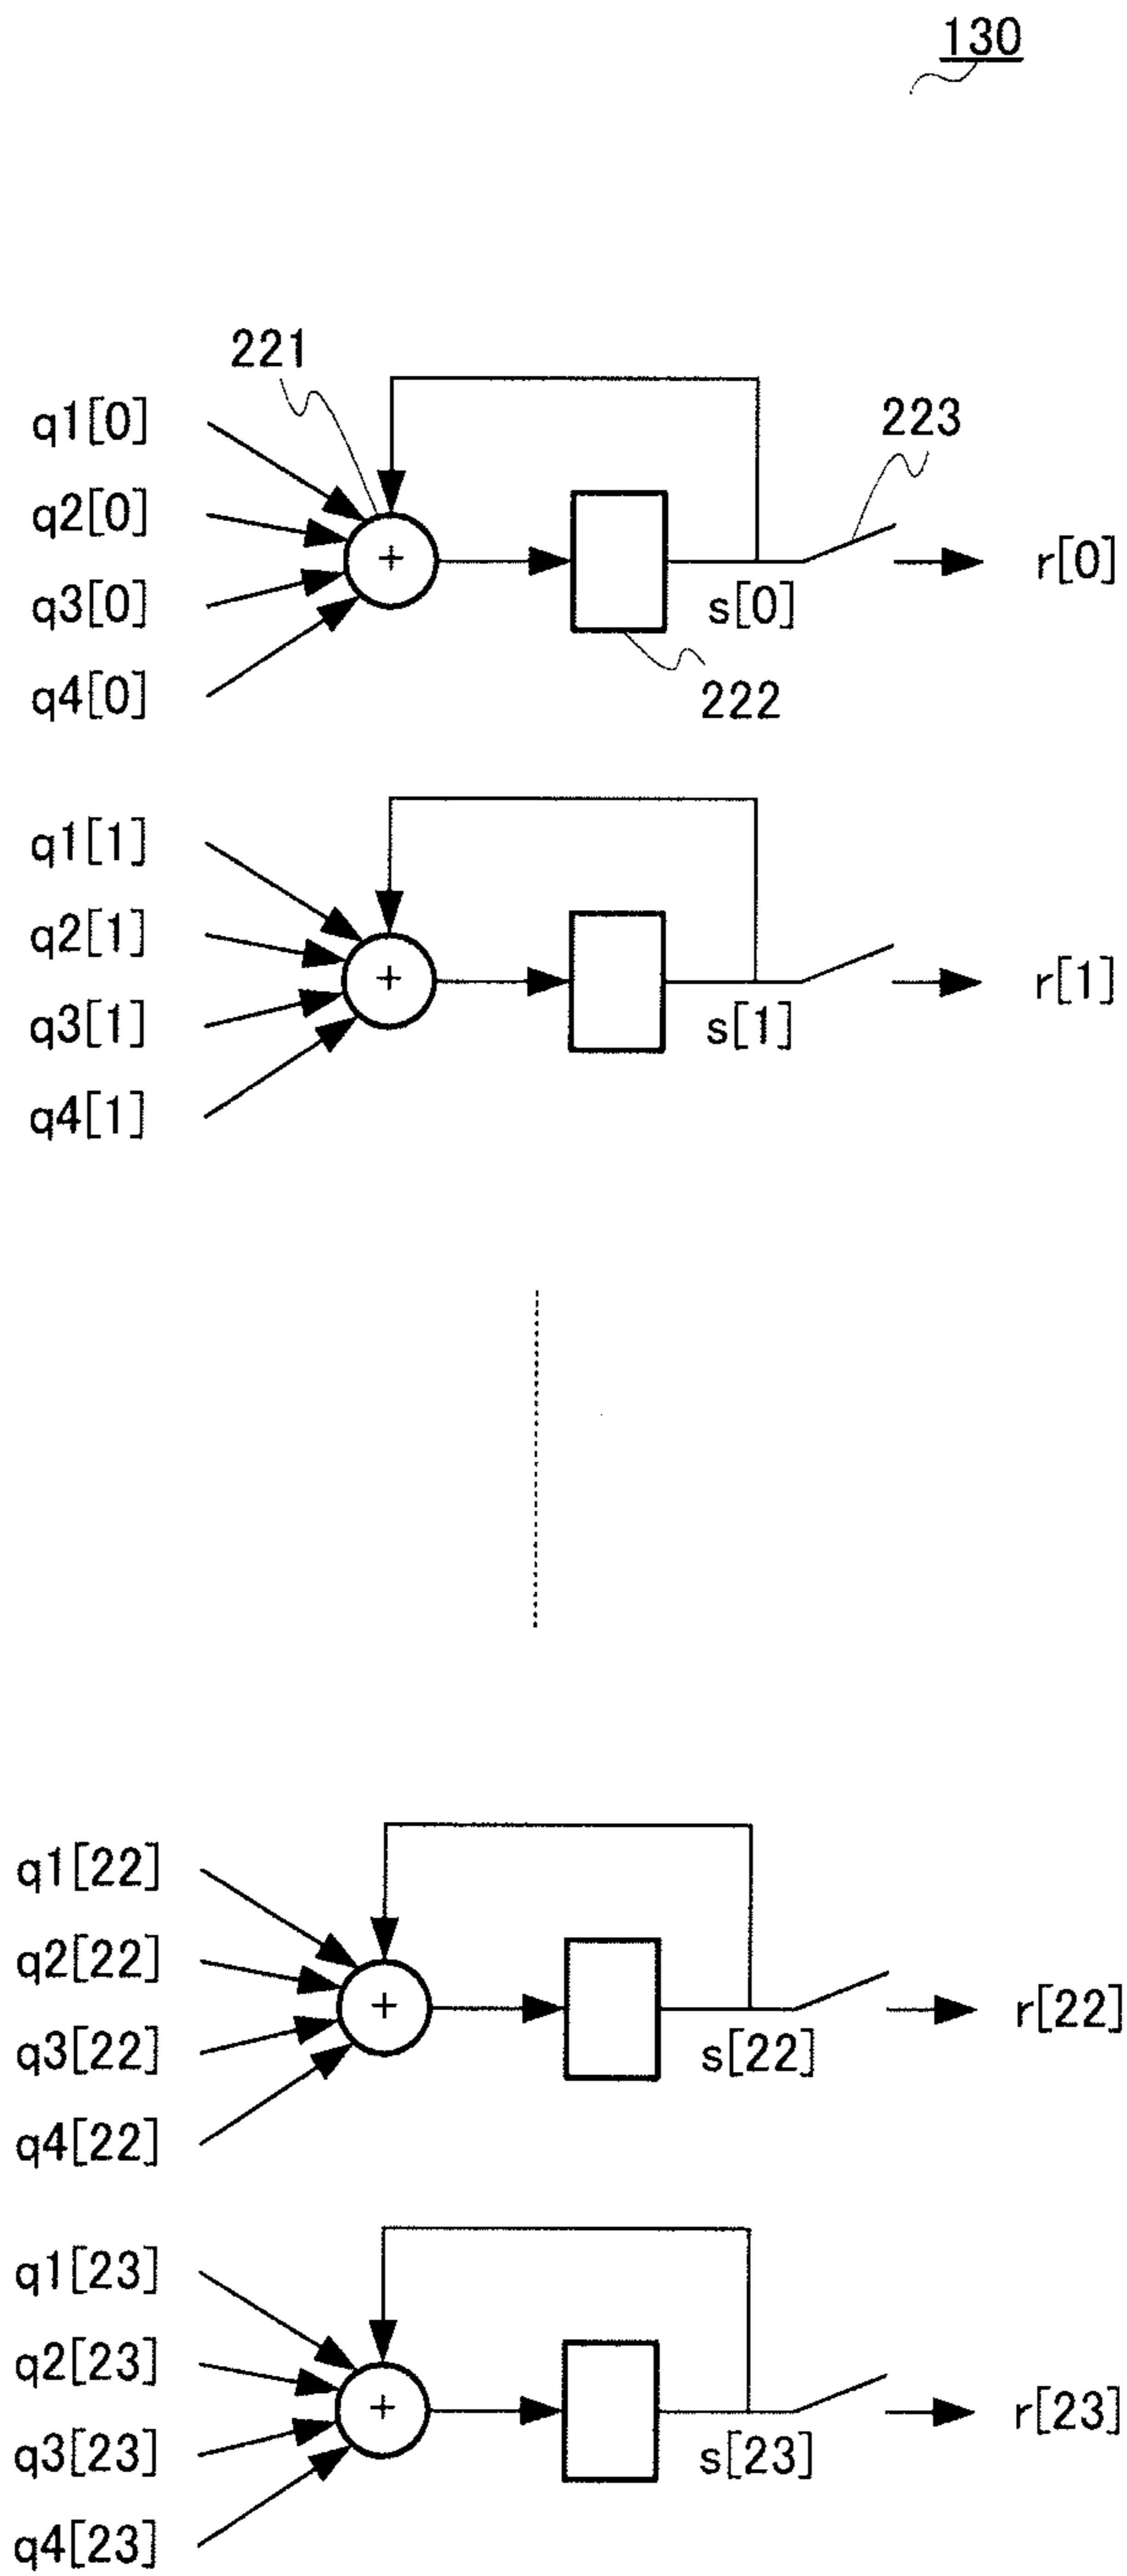 130
221
q1[0]
223
q2[0]
r[0]
q3[0]
s[0]
q4[0]
222
+
q1[1]
q2[1]
r[1]
q3[1]
s[1]
q4[1]
+
q1[22]
q2[22]
r[22]
q3[22]
s[22]
q4[22]
+
q1[23]
q2[23]
r[23]
q3[23]
s[23]
q4[23]
+